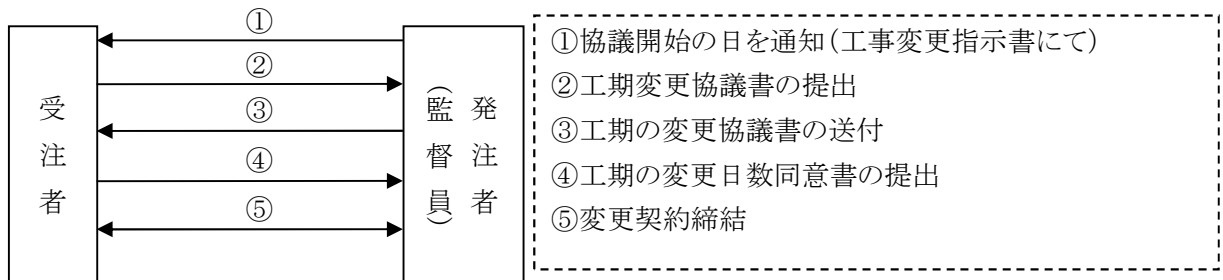 ①
②
③
④
⑤
受注者
発注者
(監督員)
①協議開始の日を通知(工事変更指示書にて)
②工期変更協議書の提出
③工期の変更協議書の送付
④工期の変更日数同意書の提出
⑤変更契約締結